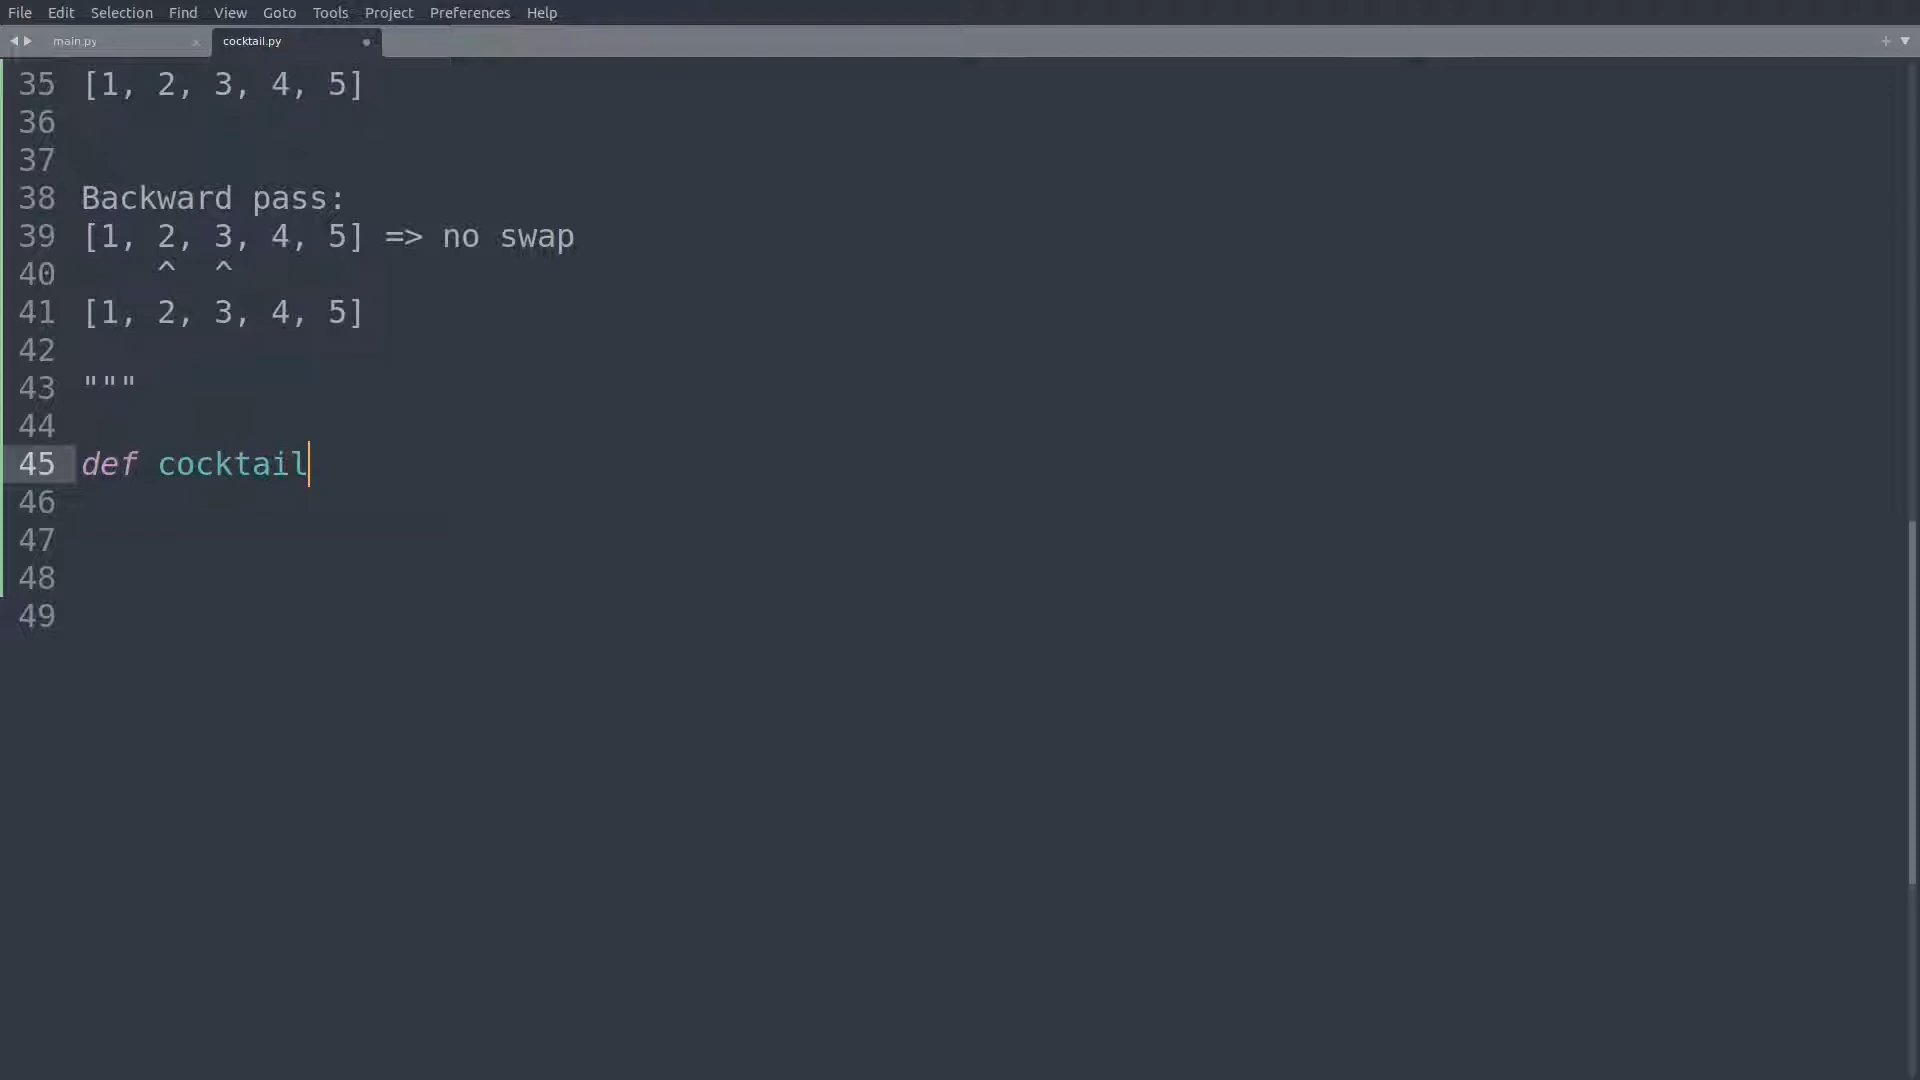 File Edit Selection Find View Goto Tools Project Preferences Help
main.py cocktail.py
35 [1, 2, 3, 4, 5]
36
37
38 Backward pass:
39 [1, 2, 3, 4, 5] => no swap
40     ^  ^
41 [1, 2, 3, 4, 5]
42
43 """
44
45 def cocktail
46
47
48
49